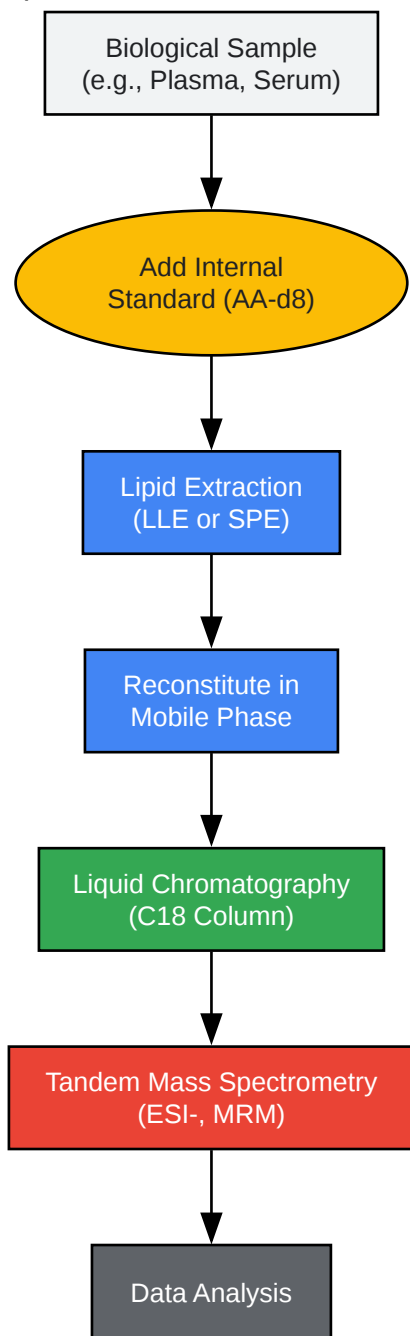 Biological Sample
(e.g., Plasma, Serum)
Add Internal
Standard (AA-d8)
Lipid Extraction
(LLE or SPE)
Reconstitute in
Mobile Phase
Liquid Chromatography
(C18 Column)
Tandem Mass Spectrometry
(ESI-, MRM)
Data Analysis